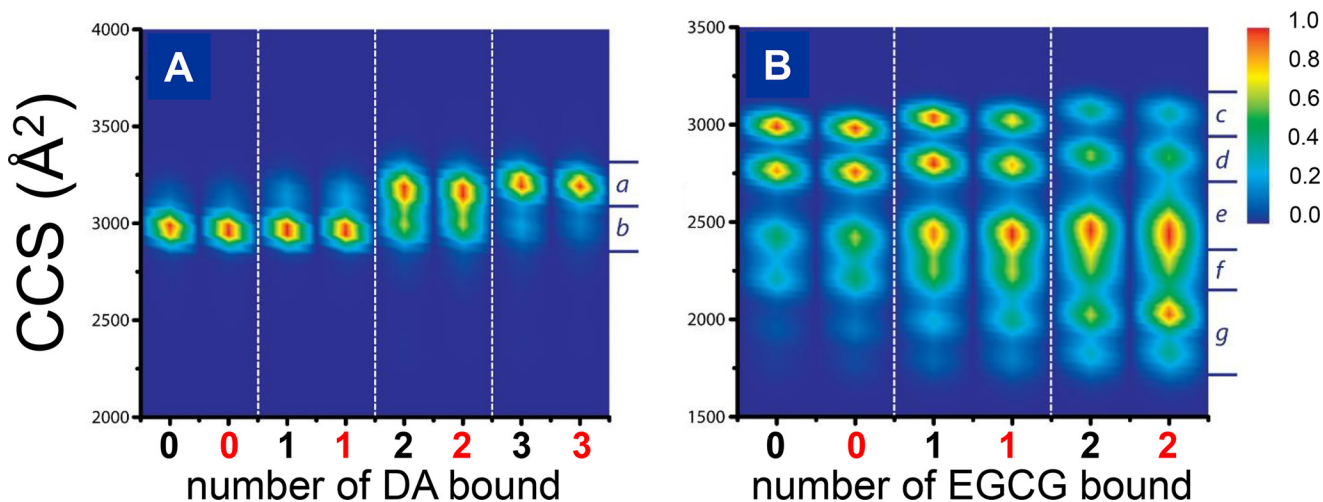 A
B
CCS (Å²)
4000
3500
3000
2500
2000
a
b
0 0 1 1 2 2 3 3
number of DA bound
3500
3000
2500
2000
1500
c
d
e
f
g
0 0 1 1 2 2
number of EGCG bound
1.0
0.8
0.6
0.4
0.2
0.0